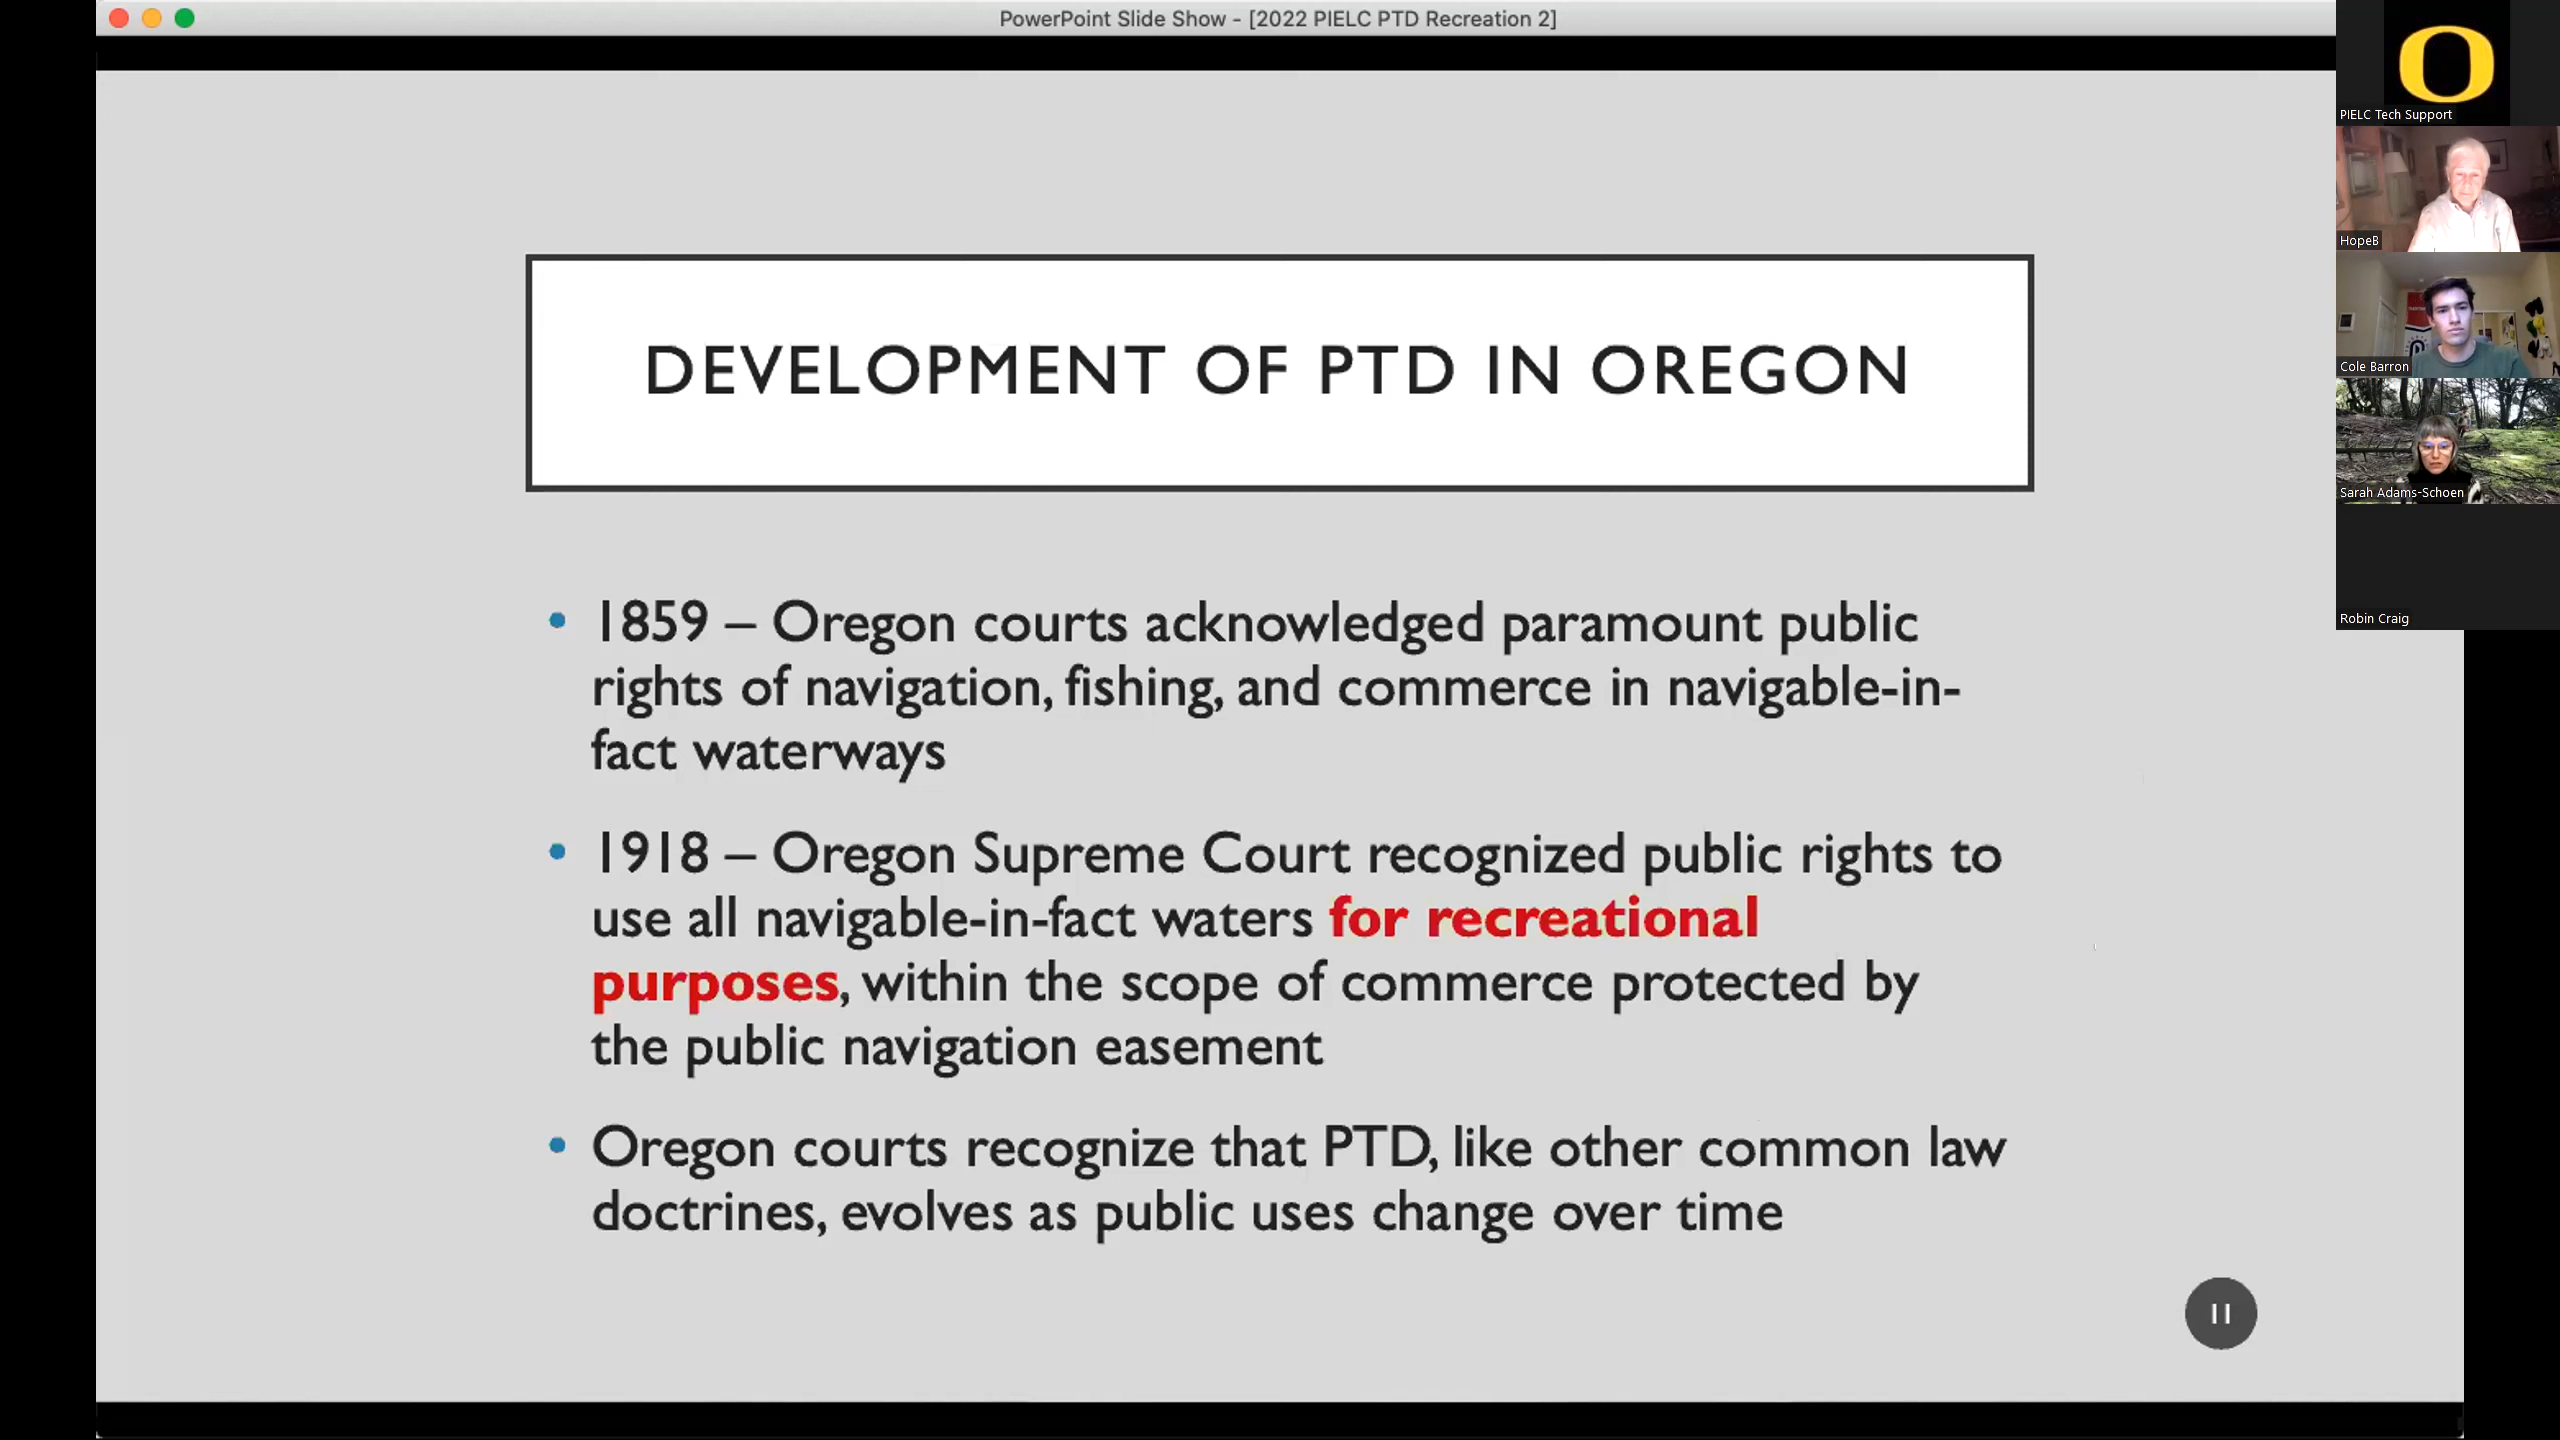 PowerPoint Slide Show - [2022 PIELC PTD Recreation 2]
O
PIELC Tech Support
HopeB
Cole Barron
Sarah Adams-Schoen
Robin Craig
DEVELOPMENT OF PTD IN OREGON
• 1859 – Oregon courts acknowledged paramount public
rights of navigation, fishing, and commerce in navigable-in-
fact waterways
• 1918 – Oregon Supreme Court recognized public rights to
use all navigable-in-fact waters for recreational
purposes, within the scope of commerce protected by
the public navigation easement
• Oregon courts recognize that PTD, like other common law
doctrines, evolves as public uses change over time